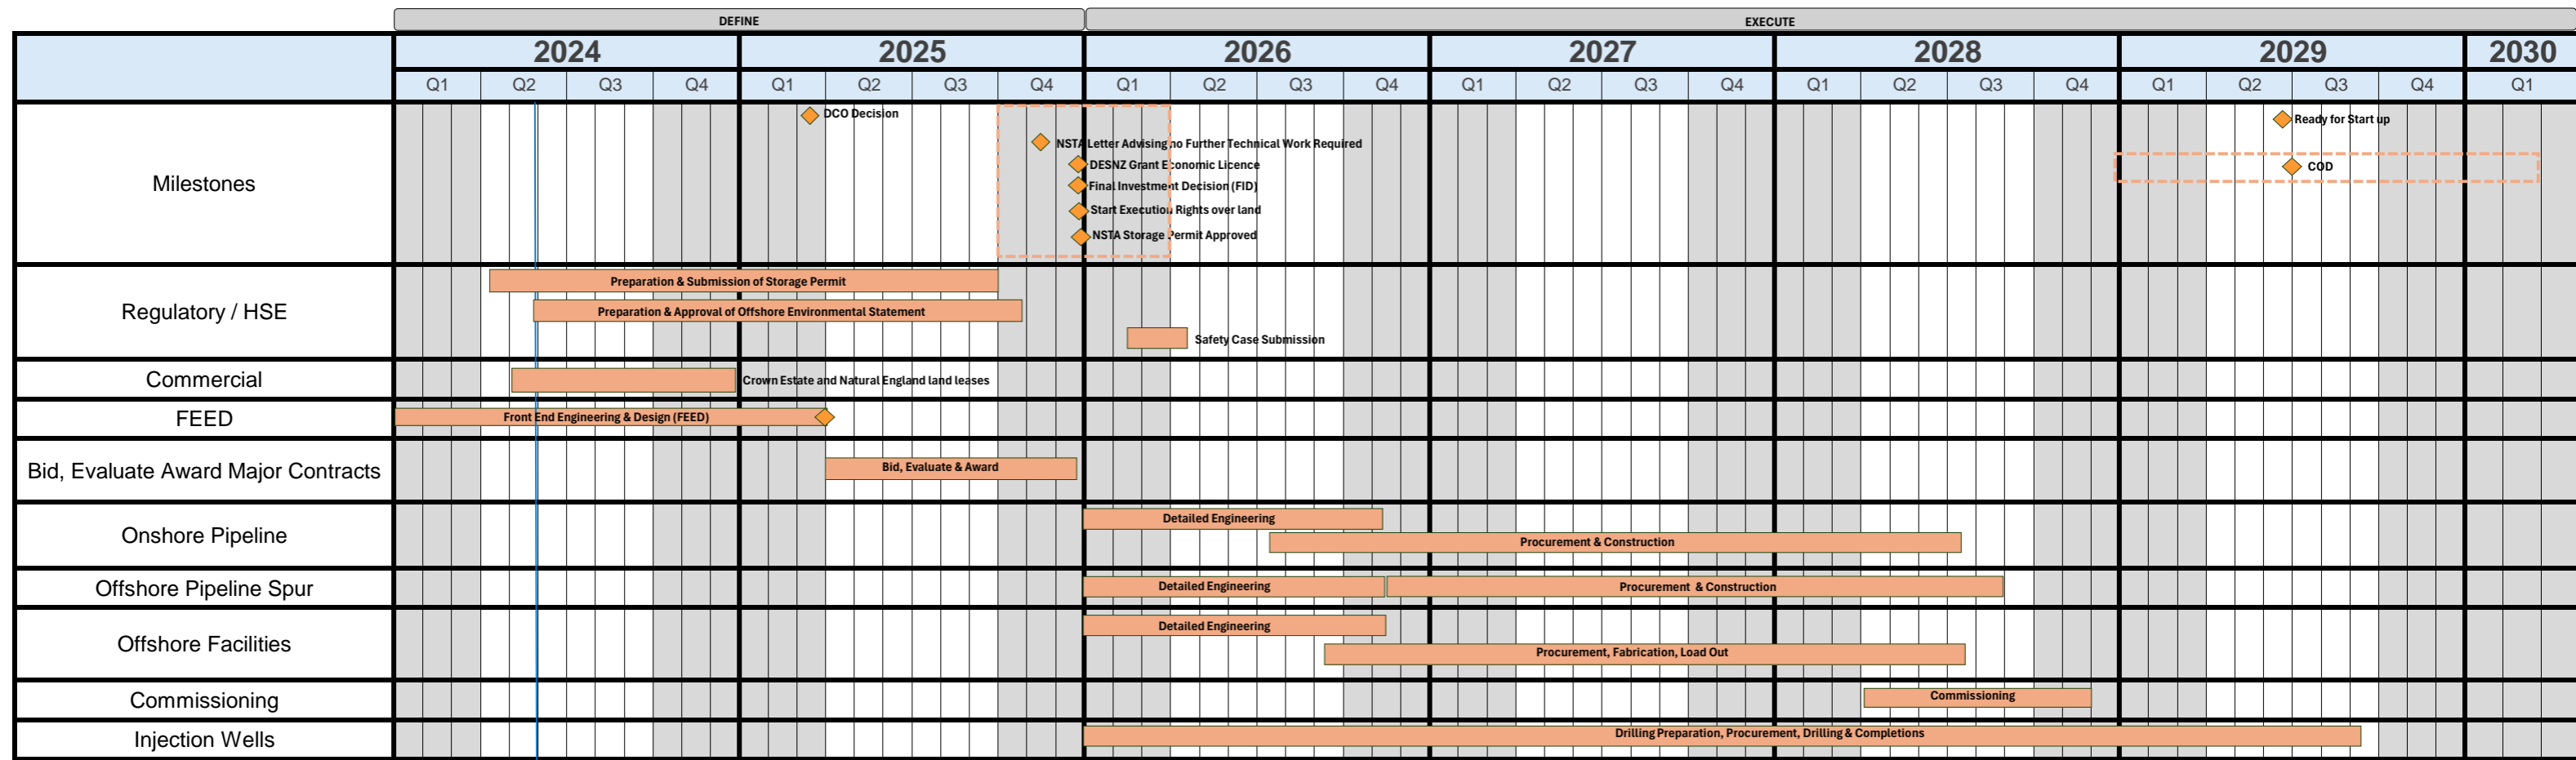 DEFINE
EXECUTE
2024
2025
2026
2027
2028
2029
2030
Q1 Q2 Q3 Q4 Q1 Q2 Q3 Q4 Q1 Q2 Q3 Q4 Q1 Q2 Q3 Q4 Q1 Q2 Q3 Q4 Q1 Q2 Q3 Q4 Q1
Milestones
DCO Decision
NSTA Letter Advising no Further Technical Work Required
DESNZ Grant Economic Licence
Final Investment Decision (FID)
Start Execution Rights over land
NSTA Storage Permit Approved
Ready for Start up
COD
Regulatory / HSE
Preparation & Submission of Storage Permit
Preparation & Approval of Offshore Environmental Statement
Safety Case Submission
Commercial
Crown Estate and Natural England land leases
FEED
Front End Engineering & Design (FEED)
Bid, Evaluate Award Major Contracts
Bid, Evaluate & Award
Onshore Pipeline
Detailed Engineering
Procurement & Construction
Offshore Pipeline Spur
Detailed Engineering
Procurement & Construction
Offshore Facilities
Detailed Engineering
Procurement, Fabrication, Load Out
Commissioning
Commissioning
Injection Wells
Drilling Preparation, Procurement, Drilling & Completions